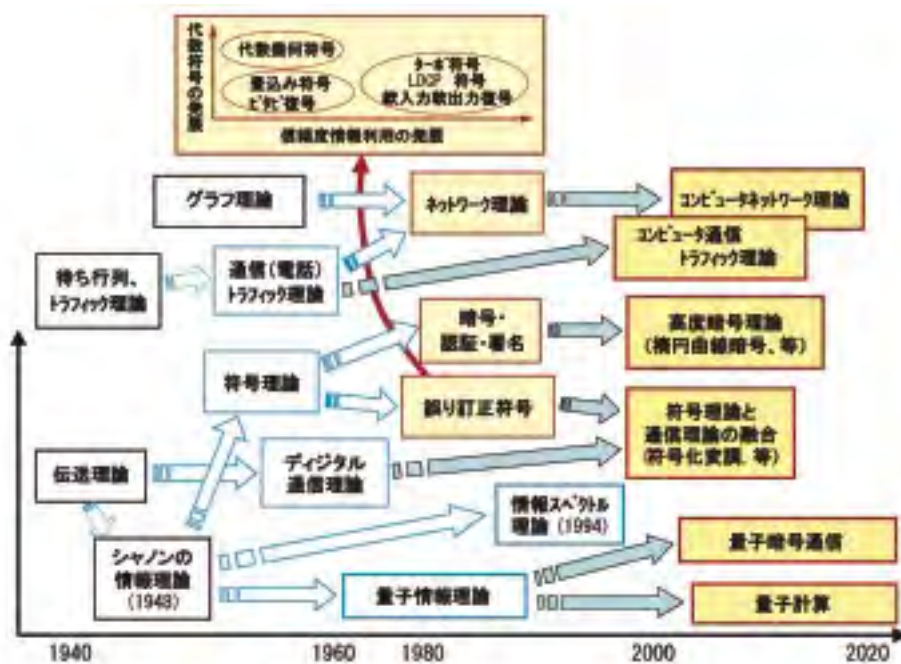 代数符号の発展
代数幾何符号
畳込み符号
ビタビ復号
ターボ符号
LDCP 符号
軟入力軟出力復号
信頼度情報利用の発展
グラフ理論
ネットワーク理論
コンピュータネットワーク理論
コンピュータ通信
トラフィック理論
待ち行列、
トラフィック理論
通信(電話)
トラフィック理論
暗号・
認証・署名
高度暗号理論
(楕円曲線暗号、等)
符号理論
誤り訂正符号
符号理論と
通信理論の融合
(符号化変調、等)
伝送理論
ディジタル
通信理論
情報スペクトル
理論(1994)
シャノンの
情報理論
(1948)
量子情報理論
量子暗号通信
量子計算
1940
1960
1980
2000
2020